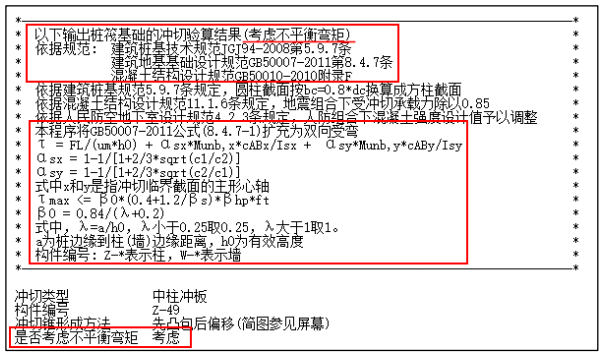 以下输出桩筏基础的冲切验算结果(考虑不平衡弯矩)
* 依据规范: 建筑桩基技术规范JGJ94-2008第5.9.7条 *
* 建筑地基基础设计规范GB50007-2011第8.4.7条 *
* 混凝土结构设计规范GB50010-2010附录F *
* 依据建筑桩基规范5.9.7条规定,圆柱截面按bc=0.8*dc换算成方柱截面 *
* 依据混凝土结构设计规范11.1.6条规定,地震组合下受冲切承载力除以0.85 *
* 依据人民防空地下室设计规范4.2.3条规定,人防组合下混凝土强度设计值予以调整 *
* 本程序将GB50007-2011公式(8.4.7-1)扩充为双向受弯 *
* τ = FL/(um*h0) + αsx*Munb,x*cABx/Isx + αsy*Munb,y*cABy/Isy *
* αsx = 1-1/[1+2/3*sqrt(c1/c2)] *
* αsy = 1-1/[1+2/3*sqrt(c2/c1)] *
* 式中x和y是指冲切临界截面的主形心轴 *
* τmax <= β0*(0.4+1.2/βs)*βhp*ft *
* β0 = 0.84/(λ+0.2) *
* 式中,λ=a/h0,λ小于0.25取0.25,λ大于1取1。 *
* a为桩边缘到柱(墙)边缘距离,h0为有效高度 *
* 构件编号: Z-*表示柱,W-*表示墙 *
冲切类型 中柱冲板
构件编号 Z-49
冲切锥形成方法 先凸包后偏移(简图参见屏幕)
是否考虑不平衡弯矩 考虑